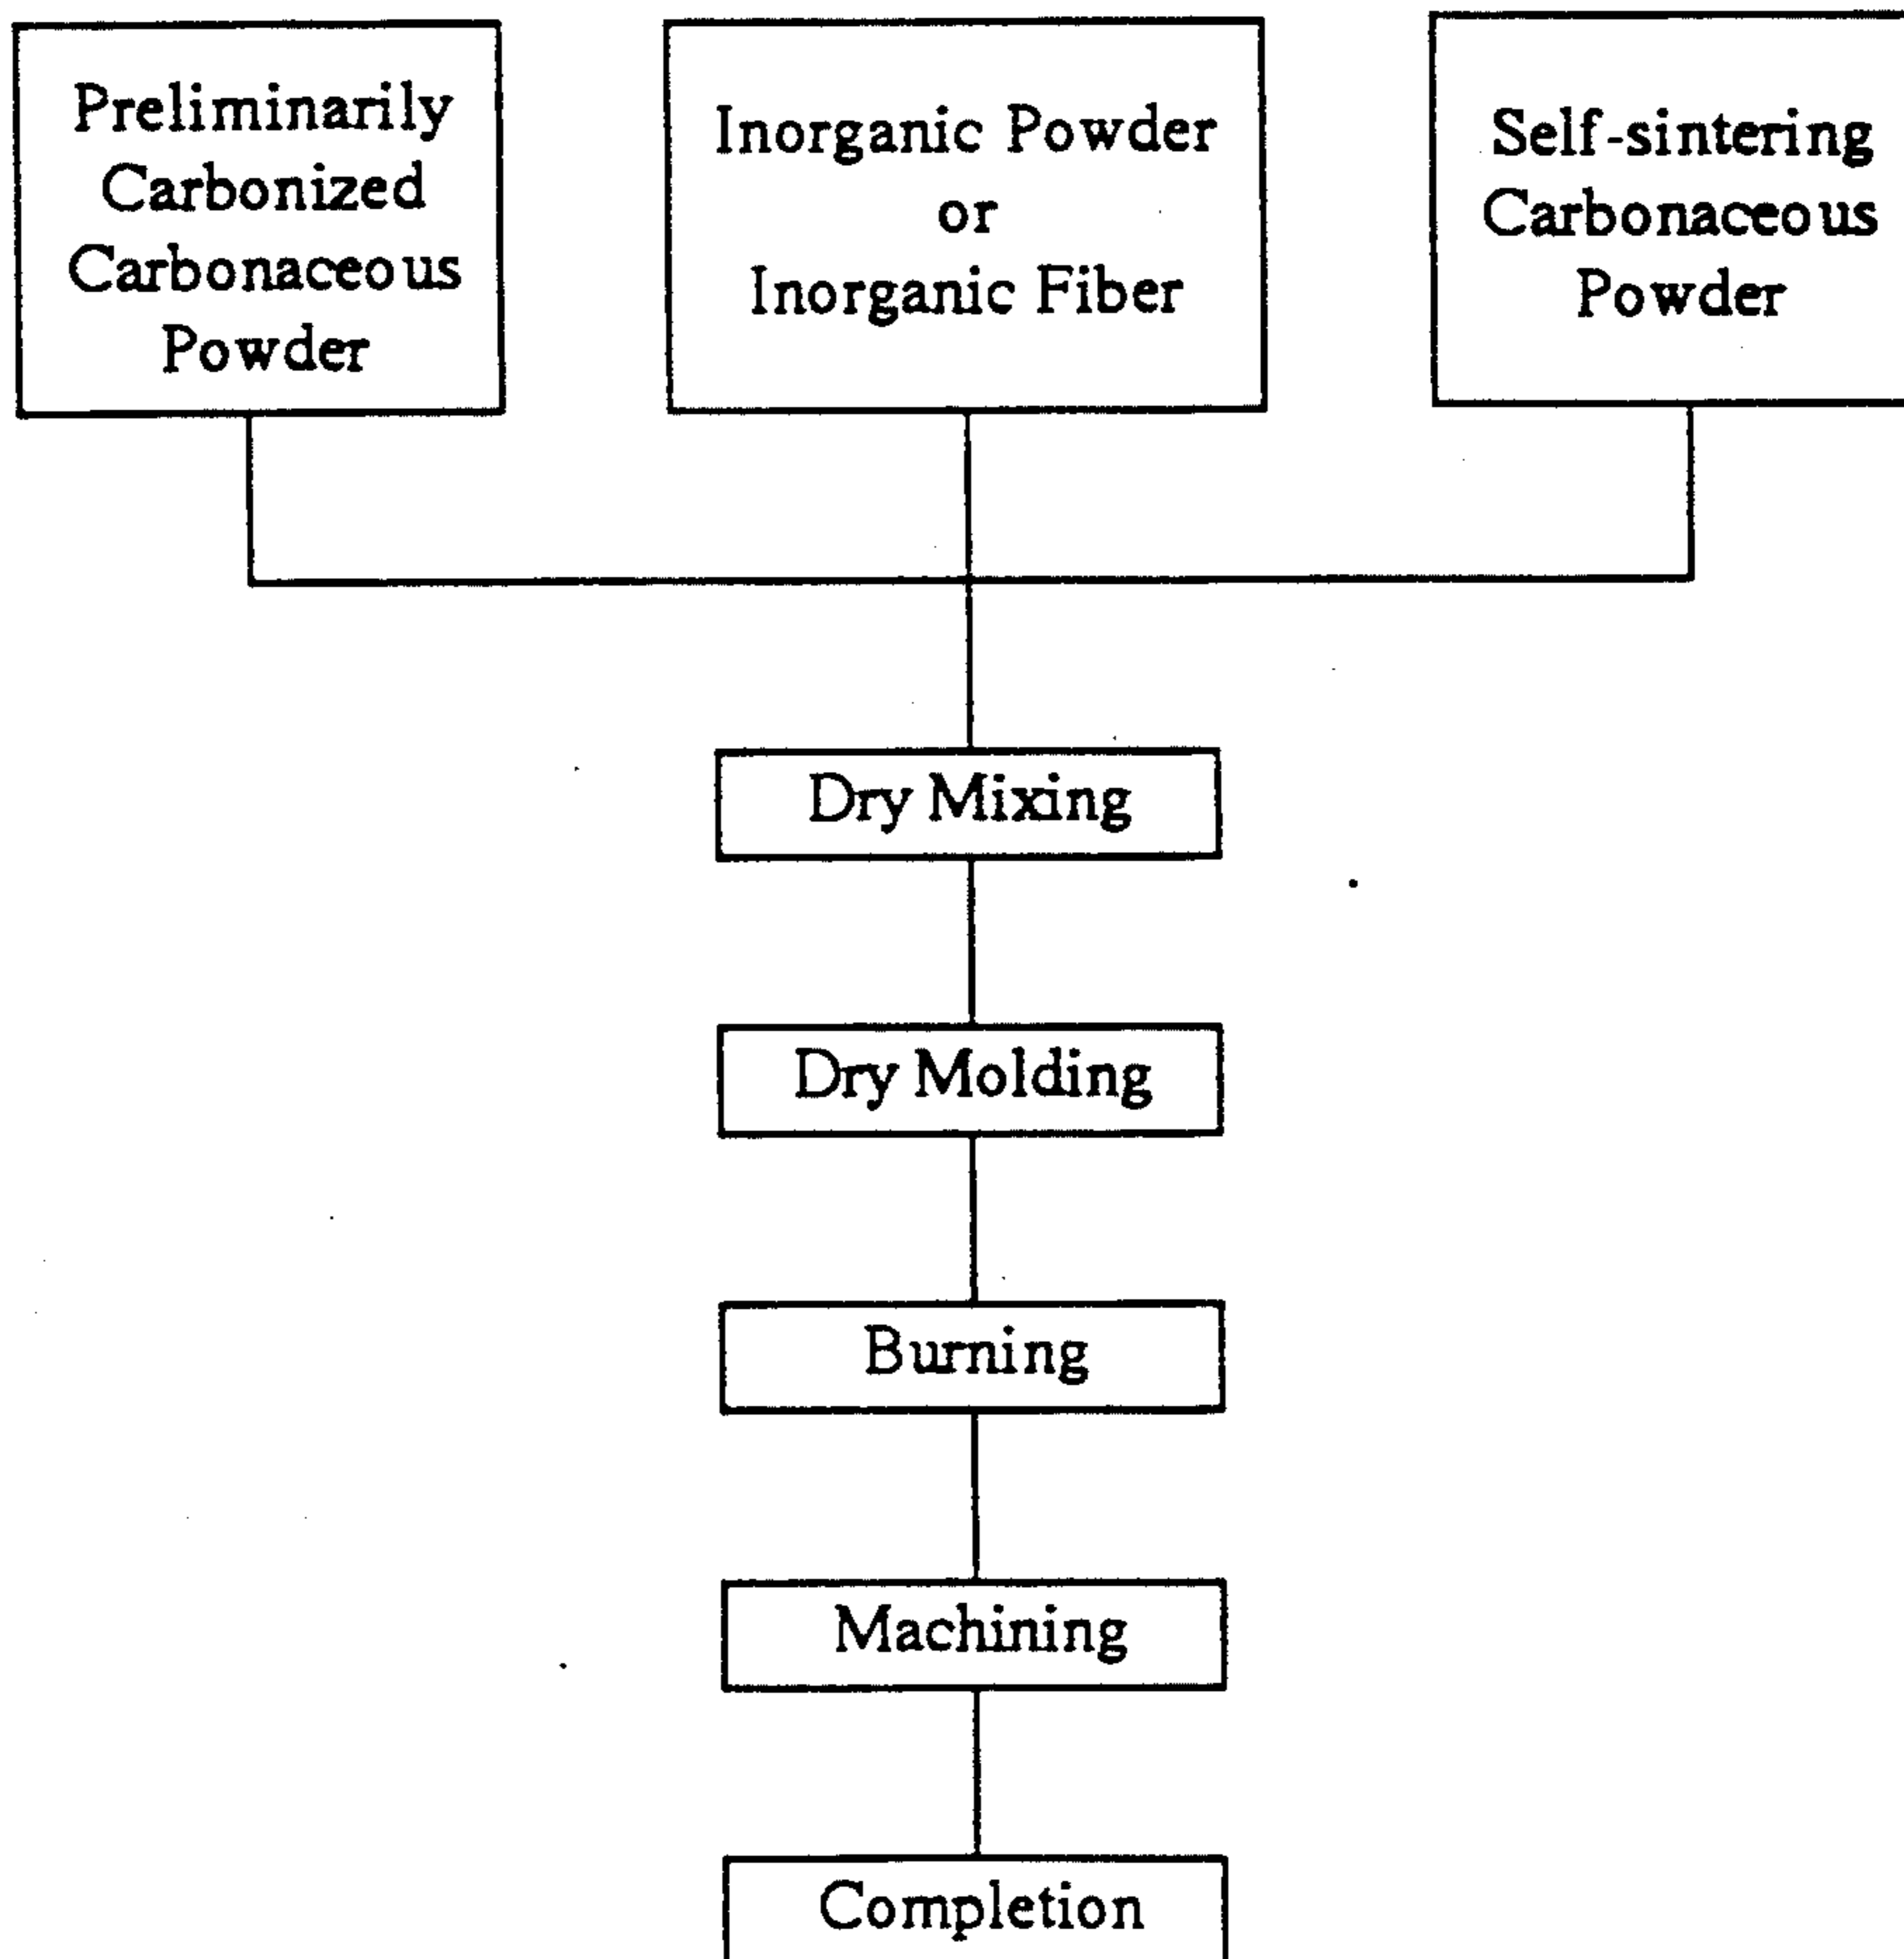 Preliminarily
Carbonized
Carbonaceous
Powder
Inorganic Powder
or
Inorganic Fiber
Self-sintering
Carbonaceous
Powder
Dry Mixing
Dry Molding
Burning
Machining
Completion